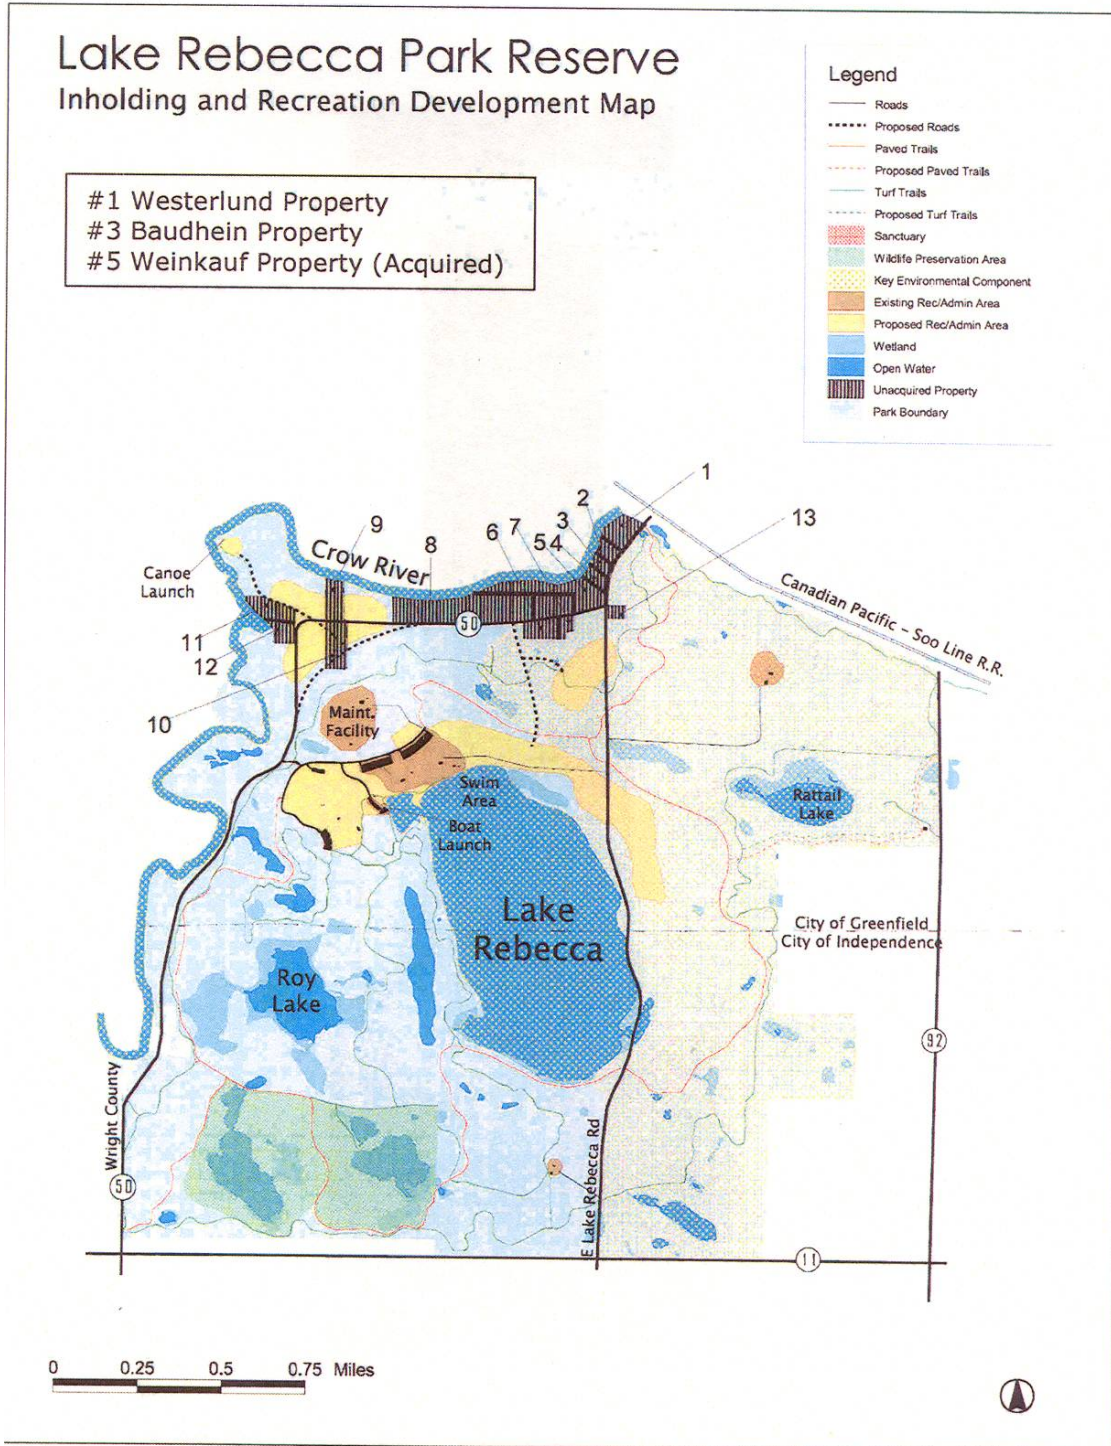 Lake Rebecca Park Reserve
Inholding and Recreation Development Map
#1 Westerlund Property
#3 Baudhein Property
#5 Weinkauf Property (Acquired)
Legend
Roads
Proposed Roads
Paved Trails
Proposed Paved Trails
Turf Trails
Proposed Turf Trails
Sanctuary
Wildlife Preservation Area
Key Environmental Component
Existing Rec/Admin Area
Proposed Rec/Admin Area
Wetland
Open Water
Unacquired Property
Park Boundary
1
2
3
5 4
7
6
8
9
13
Crow River
Canoe
Launch
50
11
12
10
Canadian Pacific - Soo Line R.R.
Maint.
Facility
Swim
Area
Boat
Launch
Rattail
Lake
Lake
Rebecca
City of Greenfield
City of Independence
Roy
Lake
92
Wright County
50
E Lake Rebecca Rd
11
0 0.25 0.5 0.75 Miles